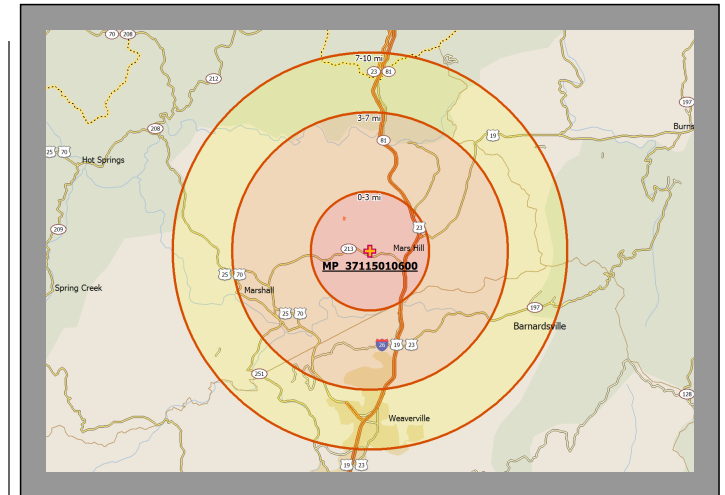 70 208
7-10 mi
23 81
212
197
3-7 mi
208
19
Burns
81
25 70
Hot Springs
0-3 mi
209
23
213
Mars Hill
MP_37115010600
25 70
Spring Creek
Marshall
197
25 70
Barnardsville
26 19 23
251
128
Weaverville
19 23